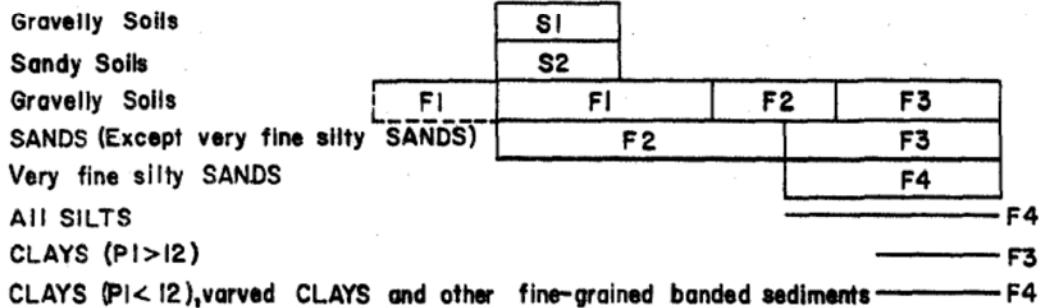 Gravelly Soils S1
Sandy Soils S2
Gravelly Soils F1 F1 F2 F3
SANDS (Except very fine silty SANDS) F2 F3
Very fine silty SANDS F4
All SILTS F4
CLAYS (PI>12) F3
CLAYS (PI<12), varved CLAYS and other fine-grained banded sediments F4